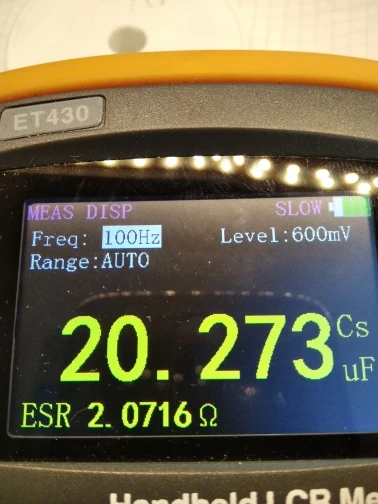 ET430
MEAS DISP SLOW
Freq: 100Hz Level:600mV
Range:AUTO
20.273 Cs
uF
ESR 2.0716 Ω
Handheld LCR Me